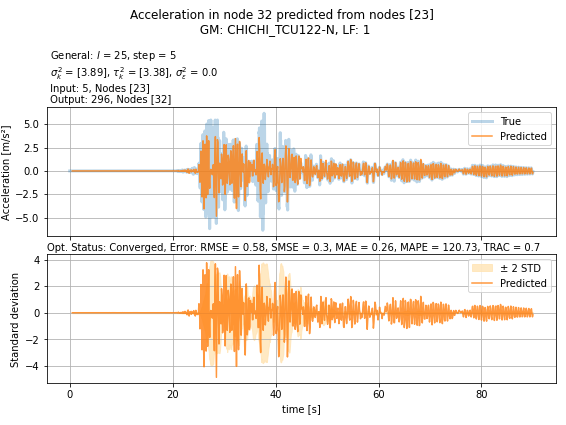 Acceleration in node 32 predicted from nodes [23]
GM: CHICHI_TCU122-N, LF: 1
General: l = 25, step = 5
σ²ₖ = [3.89], τ²ₖ = [3.38], σ²ε = 0.0
Input: 5, Nodes [23]
Output: 296, Nodes [32]
Acceleration [m/s²]
5.0
2.5
0.0
−2.5
−5.0
True
Predicted
Opt. Status: Converged, Error: RMSE = 0.58, SMSE = 0.3, MAE = 0.26, MAPE = 120.73, TRAC = 0.7
Standard deviation
4
2
0
−2
−4
± 2 STD
Predicted
0 20 40 60 80
time [s]